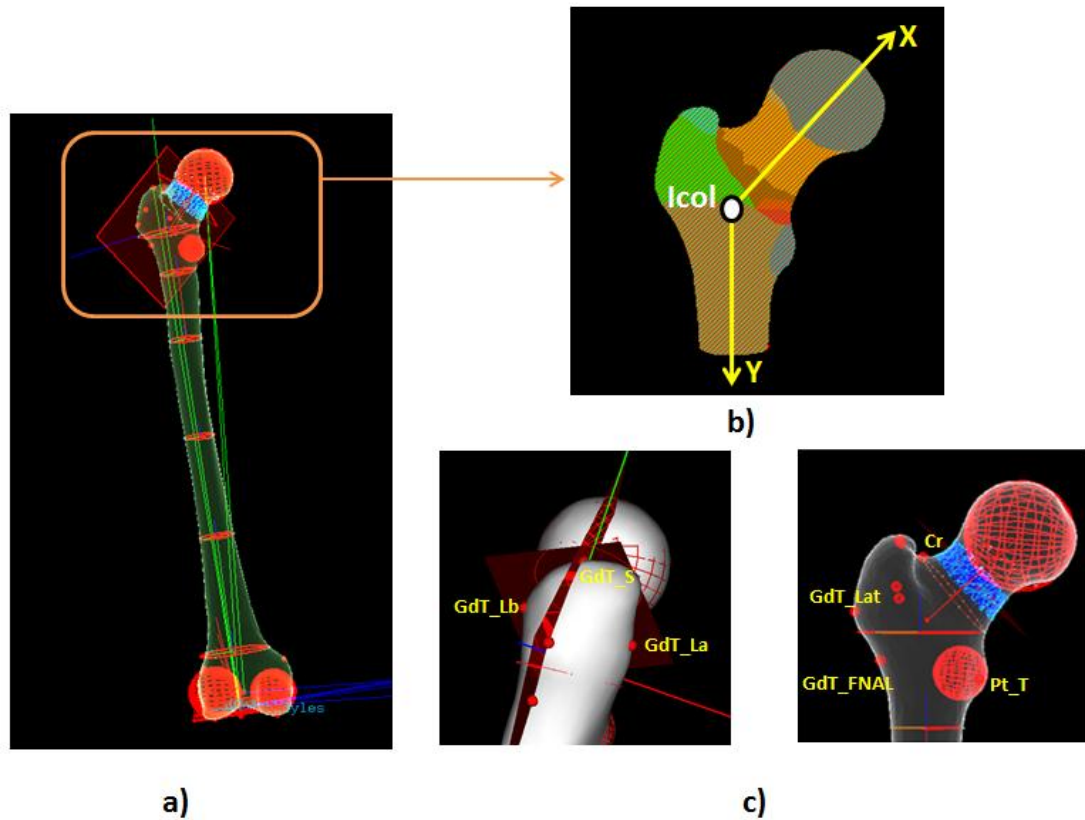 X
Icol
Y
b)
GdT_S
GdT_Lb
GdT_La
Cr
GdT_Lat
GdT_FNAL
Pt_T
a)
c)